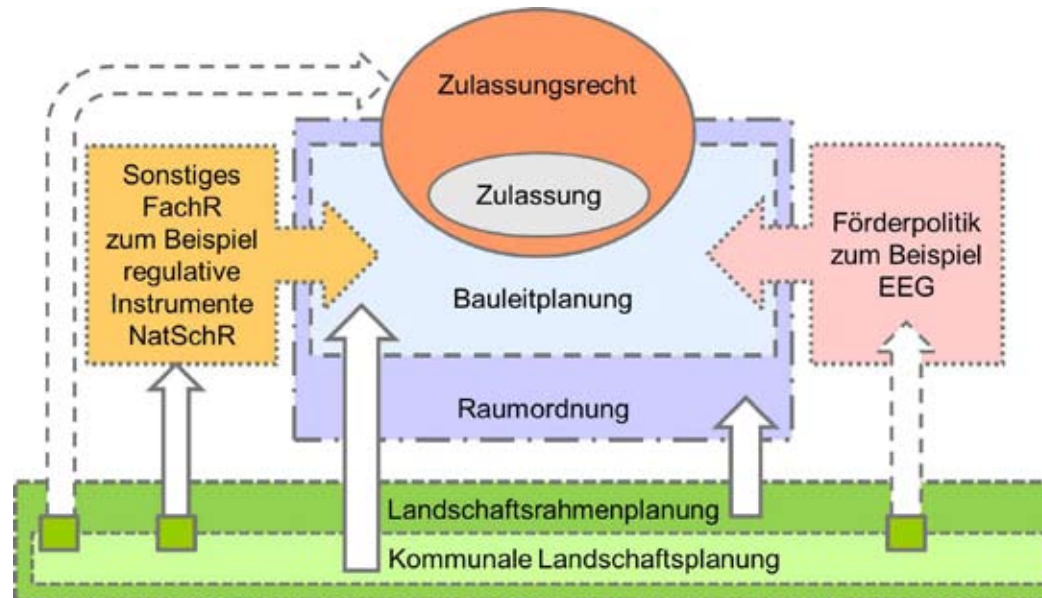 Zulassungsrecht
Zulassung
Sonstiges
FachR
zum Beispiel
regulative
Instrumente
NatSchR
Förderpolitik
zum Beispiel
EEG
Bauleitplanung
Raumordnung
Landschaftsrahmenplanung
Kommunale Landschaftsplanung